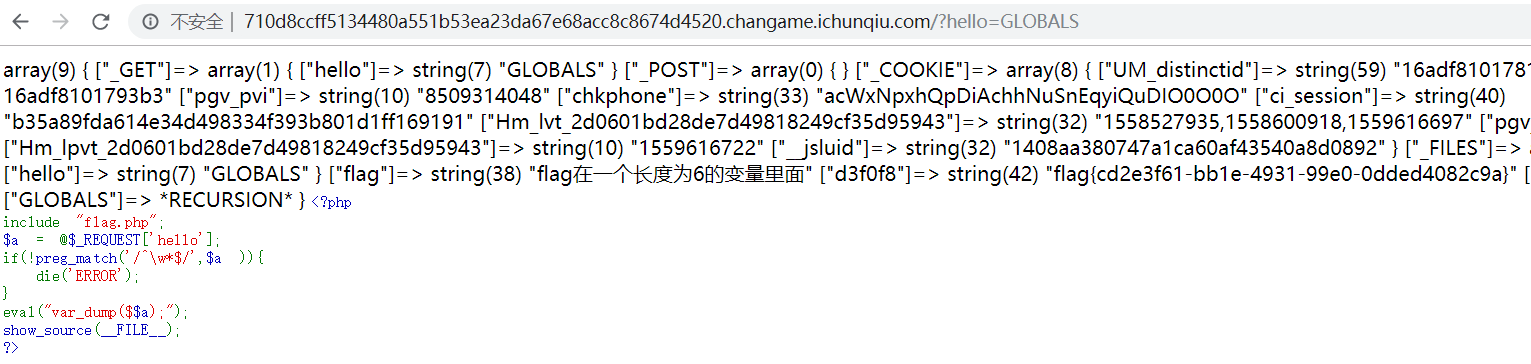 不安全 | 710d8ccff5134480a551b53ea23da67e68acc8c8674d4520.changame.ichunqiu.com/?hello=GLOBALS
array(9) { ["_GET"]=> array(1) { ["hello"]=> string(7) "GLOBALS" } ["_POST"]=> array(0) { } ["_COOKIE"]=> array(8) { ["UM_distinctid"]=> string(59) "16adf8101781
16adf8101793b3" ["pgv_pvi"]=> string(10) "8509314048" ["chkphone"]=> string(33) "acWxNpxhQpDiAchhNuSnEqyiQuDIO0O0O" ["ci_session"]=> string(40)
"b35a89fda614e34d498334f393b801d1ff169191" ["Hm_lvt_2d0601bd28de7d49818249cf35d95943"]=> string(32) "1558527935,1558600918,1559616697" ["pgv_
["Hm_lpvt_2d0601bd28de7d49818249cf35d95943"]=> string(10) "1559616722" ["__jsluid"]=> string(32) "1408aa380747a1ca60af43540a8d0892" } ["_FILES"]=> a
["hello"]=> string(7) "GLOBALS" } ["flag"]=> string(38) "flag在一个长度为6的变量里面" ["d3f0f8"]=> string(42) "flag{cd2e3f61-bb1e-4931-99e0-0dded4082c9a}" [
["GLOBALS"]=> *RECURSION* } <?php
include "flag.php";
$a = @$_REQUEST['hello'];
if(!preg_match('/^\w*$/',$a )){
die('ERROR');
}
eval("var_dump($$a);");
show_source(__FILE__);
?>